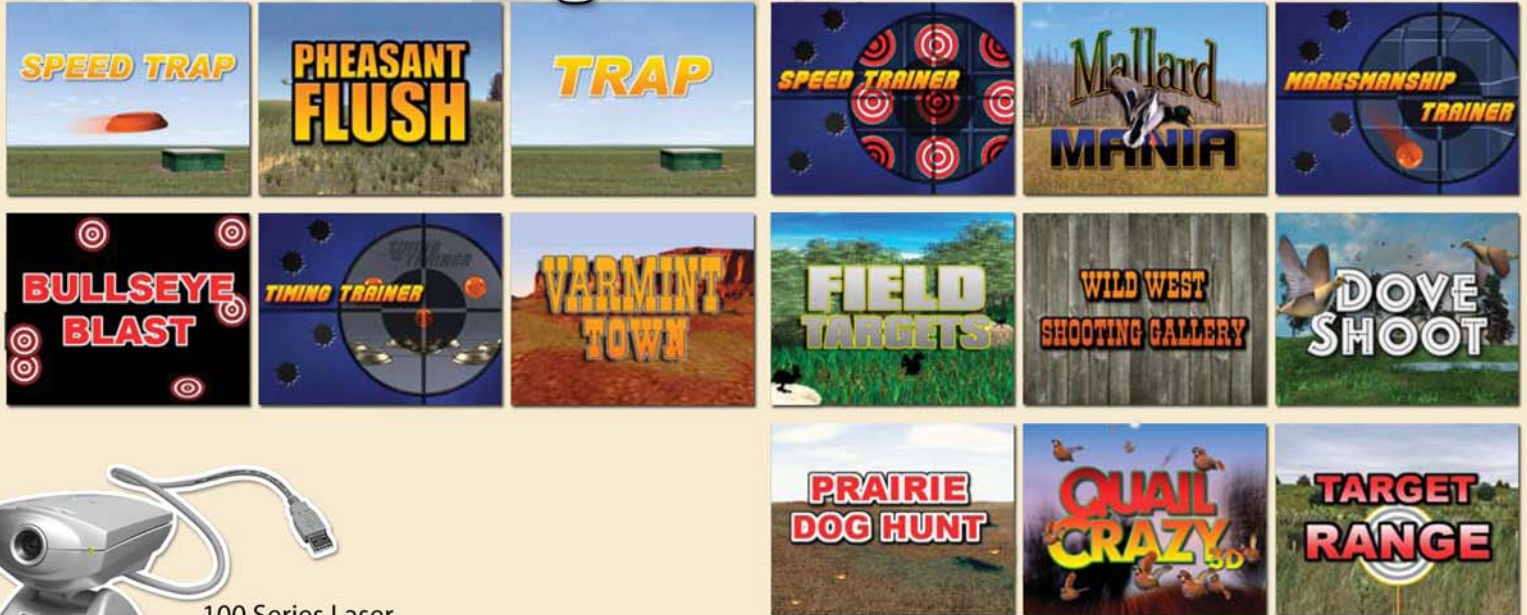 SPEED TRAP
PHEASANT
FLUSH
TRAP
SPEED TRAINER
Mallard
MANIA
MARKSMANSHIP
TRAINER
BULLSEYE
BLAST
TIMING TRAINER
VARMINT
TOWN
FIELD
TARGETS
WILD WEST
SHOOTING GALLERY
DOVE
SHOOT
PRAIRIE
DOG HUNT
QUAIL
CRAZY 3D
TARGET
RANGE
100 Series Laser